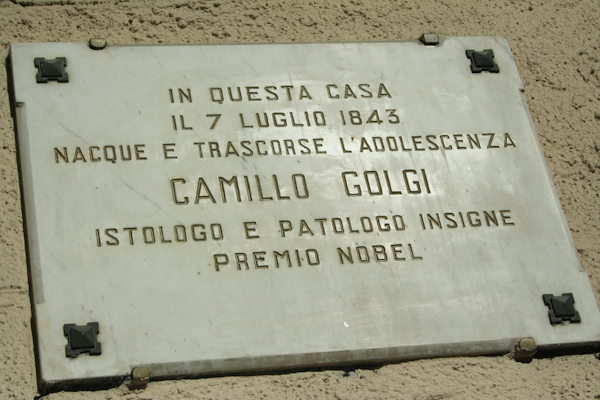 IN QUESTA CASA
IL 7 LUGLIO 1843
NACQUE E TRASCORSE L'ADOLESCENZA
CAMILLO GOLGI
ISTOLOGO E PATOLOGO INSIGNE
PREMIO NOBEL